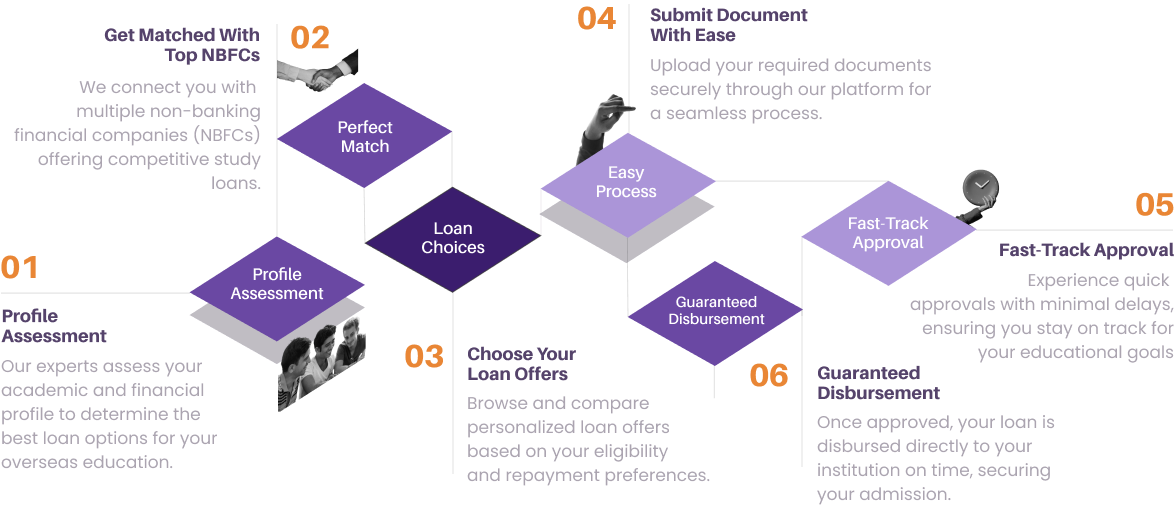 01
Profile
Assessment
Our experts assess your
academic and financial
profile to determine the
best loan options for your
overseas education.
Profile
Assessment
Get Matched With
Top NBFCs
02
We connect you with
multiple non-banking
financial companies (NBFCs)
offering competitive study
loans.
Perfect
Match
Loan
Choices
03
Choose Your
Loan Offers
Browse and compare
personalized loan offers
based on your eligibility
and repayment preferences.
04
Submit Document
With Ease
Upload your required documents
securely through our platform for
a seamless process.
Easy
Process
Fast-Track
Approval
05
Fast-Track Approval
Experience quick
approvals with minimal delays,
ensuring you stay on track for
your educational goals
Guaranteed
Disbursement
06
Guaranteed
Disbursement
Once approved, your loan is
disbursed directly to your
institution on time, securing
your admission.